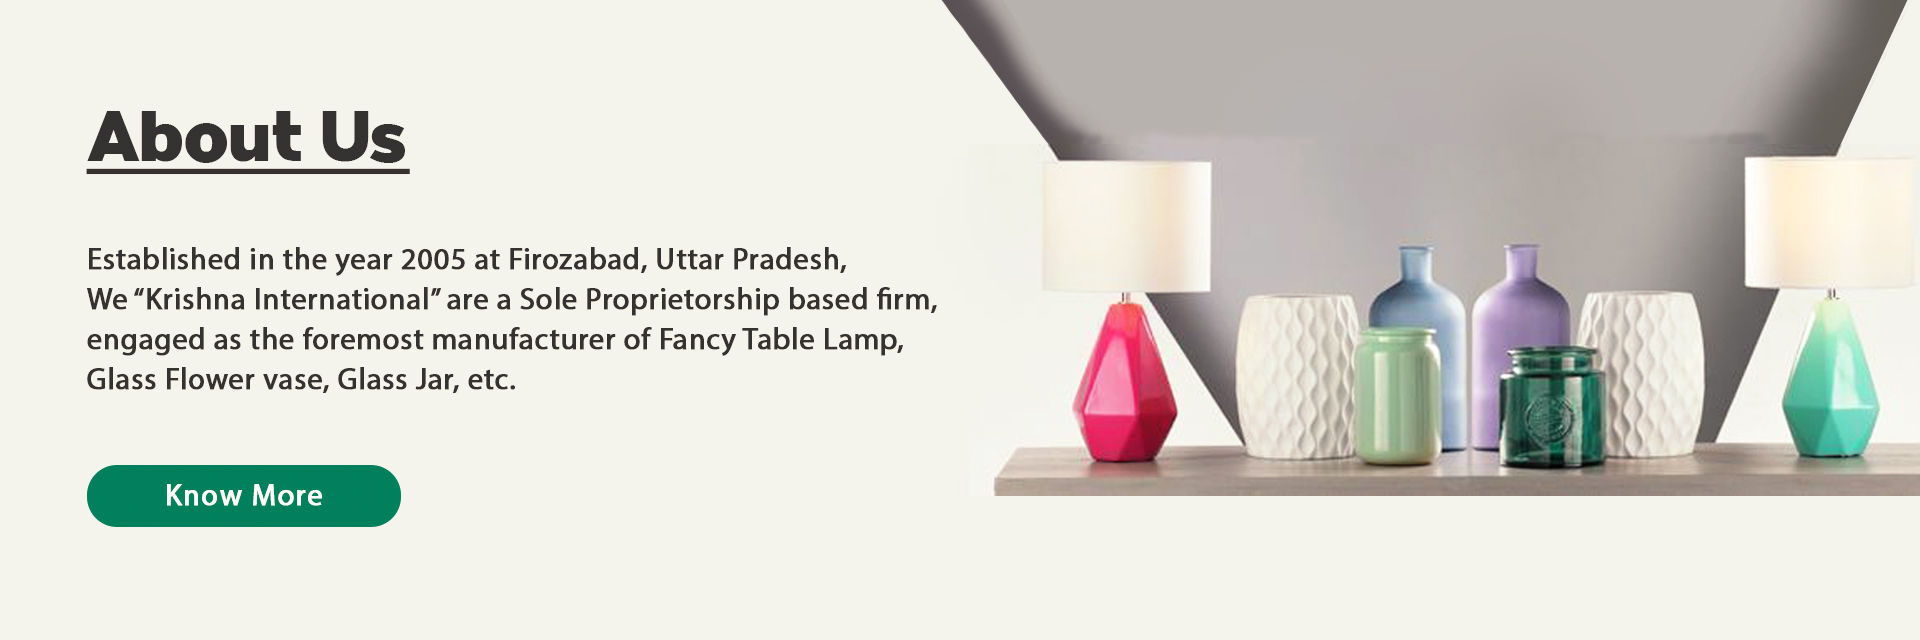 About Us
Established in the year 2005 at Firozabad, Uttar Pradesh,
We “Krishna International” are a Sole Proprietorship based firm,
engaged as the foremost manufacturer of Fancy Table Lamp,
Glass Flower vase, Glass Jar, etc.
Know More